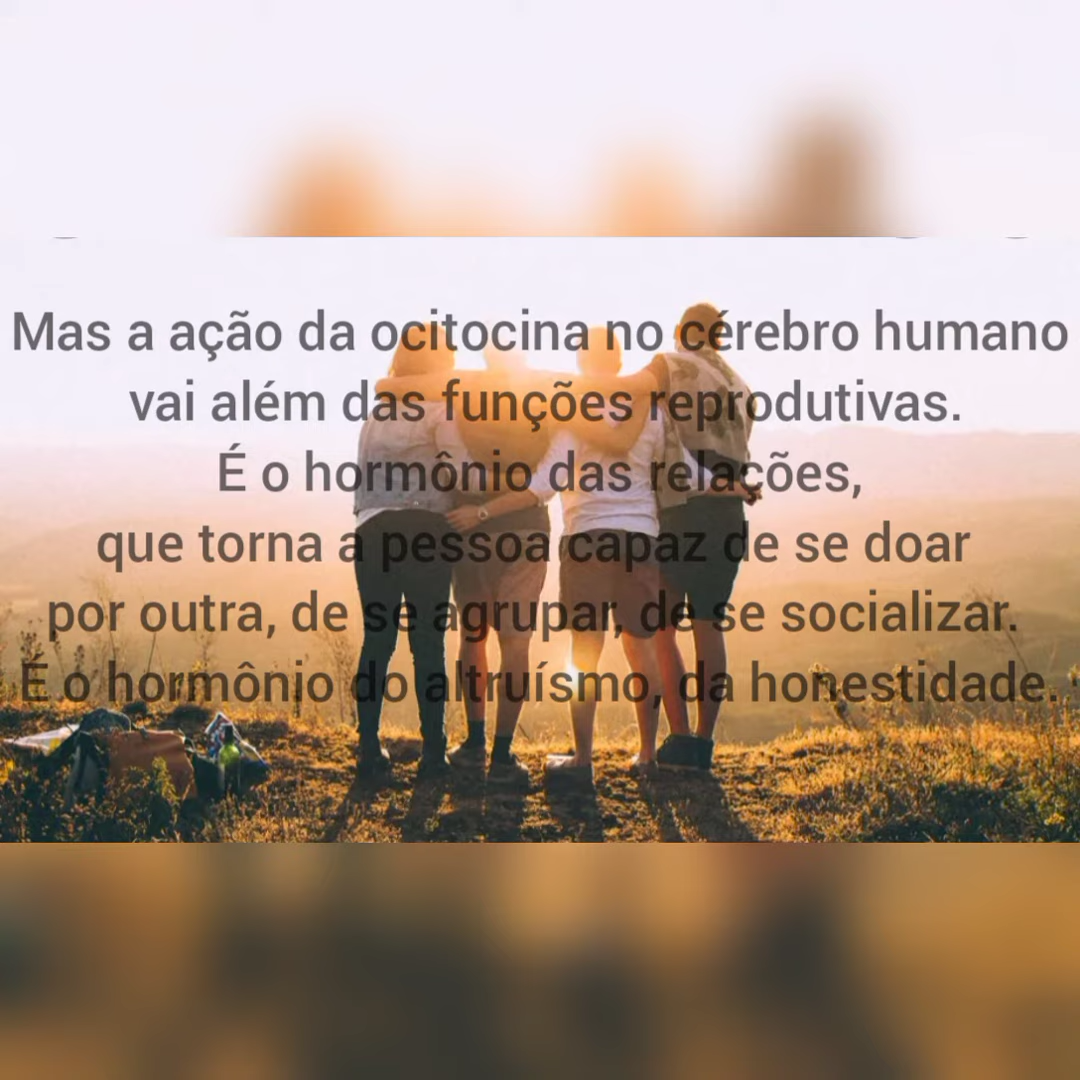 Mas a ação da ocitocina no cérebro humano
vai além das funções reprodutivas.
É o hormônio das relações,
que torna a pessoa capaz de se doar
por outra, de se agrupar, de se socializar.
É o hormônio do altruísmo, da honestidade.